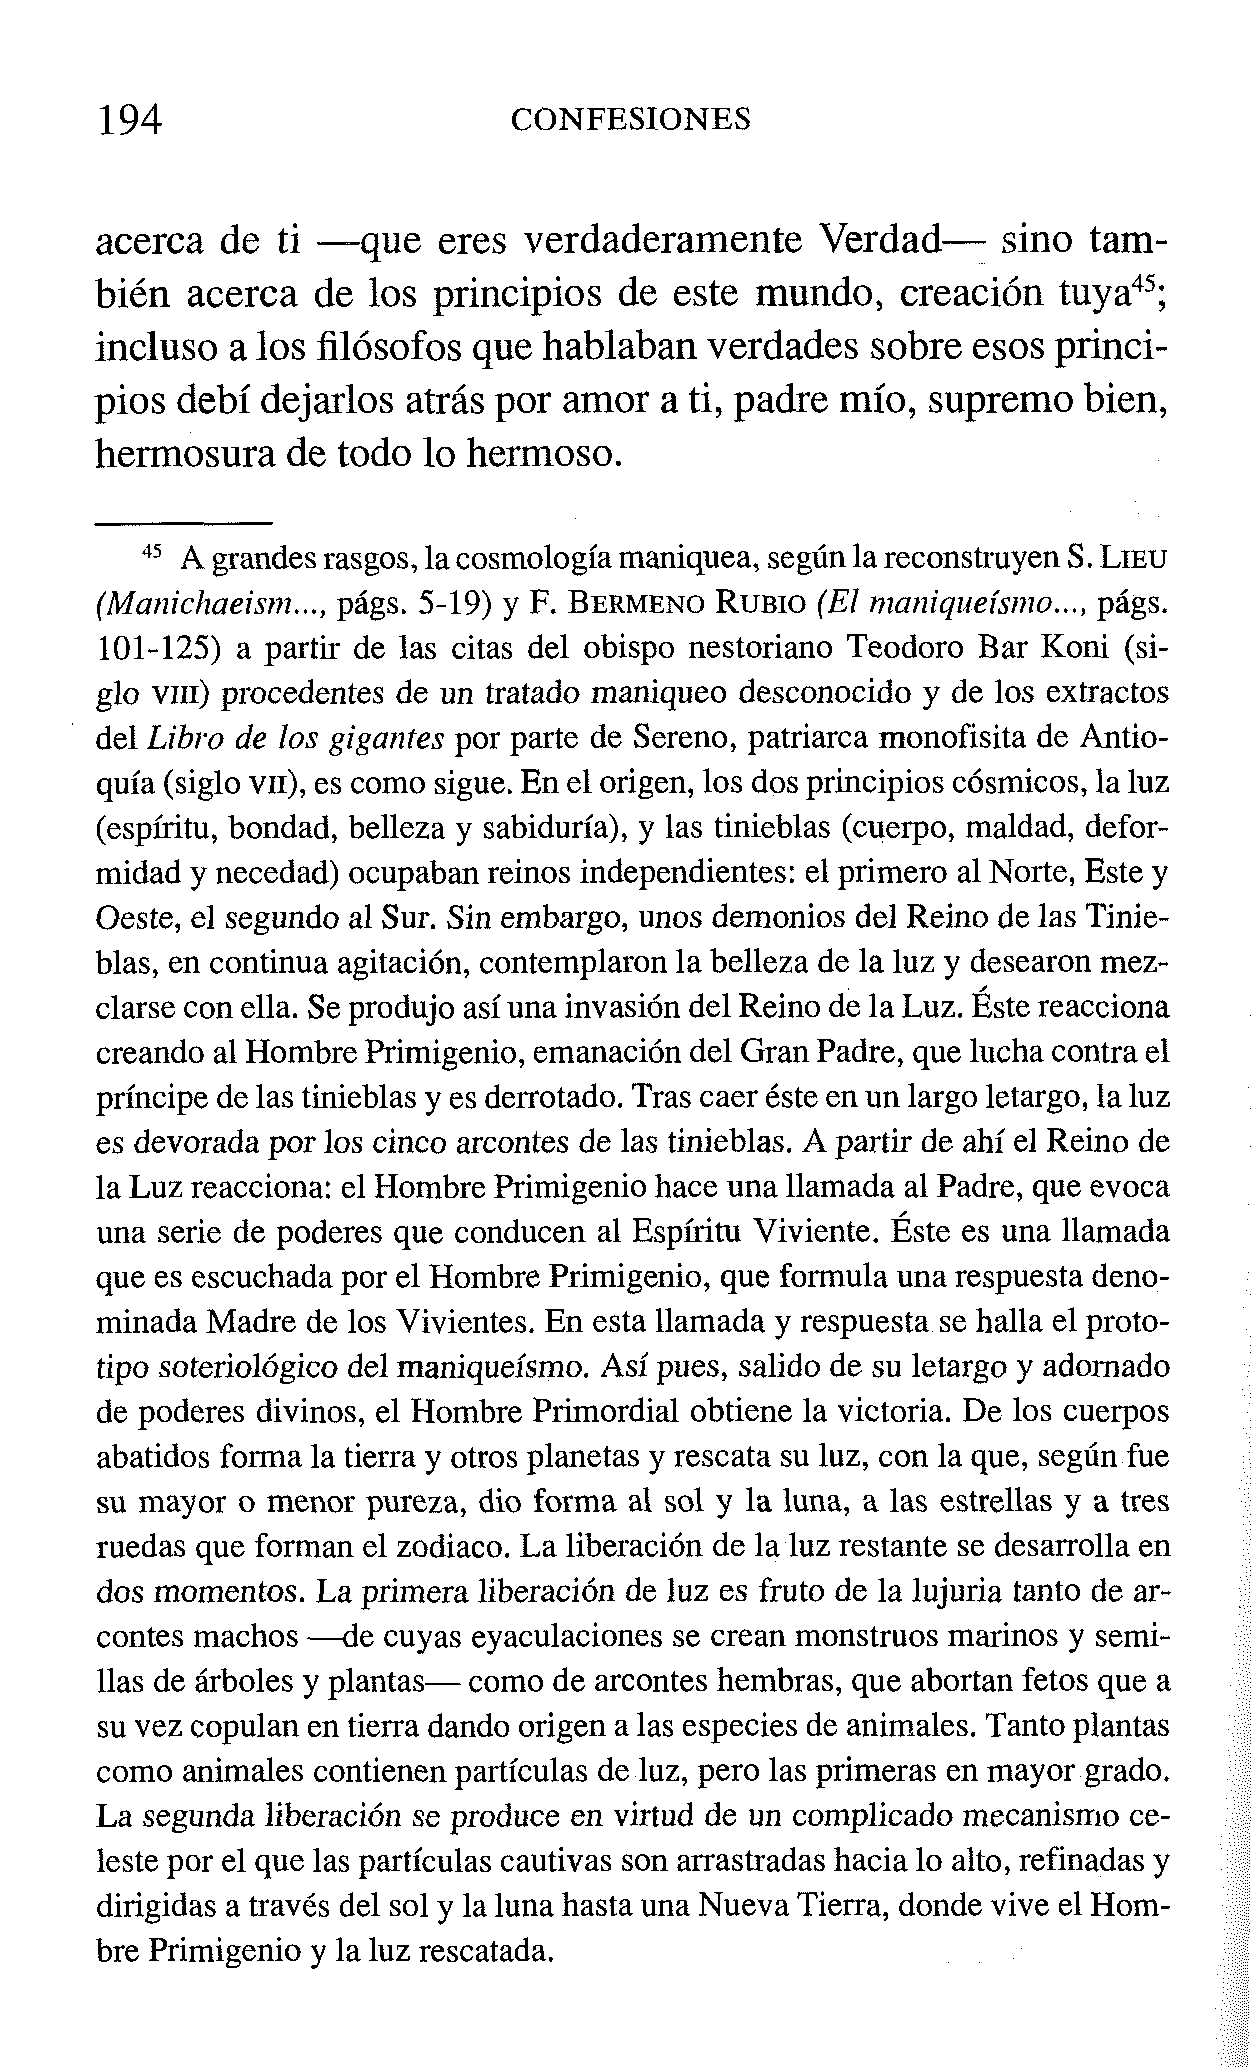 194 CONFESIONES
acerca de ti —que eres verdaderamente Verdad— sino tam-
bién acerca de los principios de este mundo, creación tuya45;
incluso a los filósofos que hablaban verdades sobre esos princi-
pios debí dejarlos atrás por amor a ti, padre mío, supremo bien,
hermosura de todo lo hermoso.
45 A grandes rasgos, la cosmología maniquea, según la reconstruyen S. LIEU
(Manichaeism..., págs. 5-19) y F. BERMENO RUBIO (El maniqueísmo..., págs.
101-125) a partir de las citas del obispo nestoriano Teodoro Bar Koni (si-
glo VIII) procedentes de un tratado maniqueo desconocido y de los extractos
del Libro de los gigantes por parte de Sereno, patriarca monofisita de Antio-
quía (siglo VII), es como sigue. En el origen, los dos principios cósmicos, la luz
(espíritu, bondad, belleza y sabiduría), y las tinieblas (cuerpo, maldad, defor-
midad y necedad) ocupaban reinos independientes: el primero al Norte, Este y
Oeste, el segundo al Sur. Sin embargo, unos demonios del Reino de las Tinie-
blas, en continua agitación, contemplaron la belleza de la luz y desearon mez-
clarse con ella. Se produjo así una invasión del Reino de la Luz. Éste reacciona
creando al Hombre Primigenio, emanación del Gran Padre, que lucha contra el
príncipe de las tinieblas y es derrotado. Tras caer éste en un largo letargo, la luz
es devorada por los cinco arcontes de las tinieblas. A partir de ahí el Reino de
la Luz reacciona: el Hombre Primigenio hace una llamada al Padre, que evoca
una serie de poderes que conducen al Espíritu Viviente. Éste es una llamada
que es escuchada por el Hombre Primigenio, que formula una respuesta deno-
minada Madre de los Vivientes. En esta llamada y respuesta se halla el proto-
tipo soteriológico del maniqueísmo. Así pues, salido de su letargo y adornado
de poderes divinos, el Hombre Primordial obtiene la victoria. De los cuerpos
abatidos forma la tierra y otros planetas y rescata su luz, con la que, según fue
su mayor o menor pureza, dio forma al sol y la luna, a las estrellas y a tres
ruedas que forman el zodiaco. La liberación de la luz restante se desarrolla en
dos momentos. La primera liberación de luz es fruto de la lujuria tanto de ar-
contes machos —de cuyas eyaculaciones se crean monstruos marinos y semi-
llas de árboles y plantas— como de arcontes hembras, que abortan fetos que a
su vez copulan en tierra dando origen a las especies de animales. Tanto plantas
como animales contienen partículas de luz, pero las primeras en mayor grado.
La segunda liberación se produce en virtud de un complicado mecanismo ce-
leste por el que las partículas cautivas son arrastradas hacia lo alto, refinadas y
dirigidas a través del sol y la luna hasta una Nueva Tierra, donde vive el Hom-
bre Primigenio y la luz rescatada.